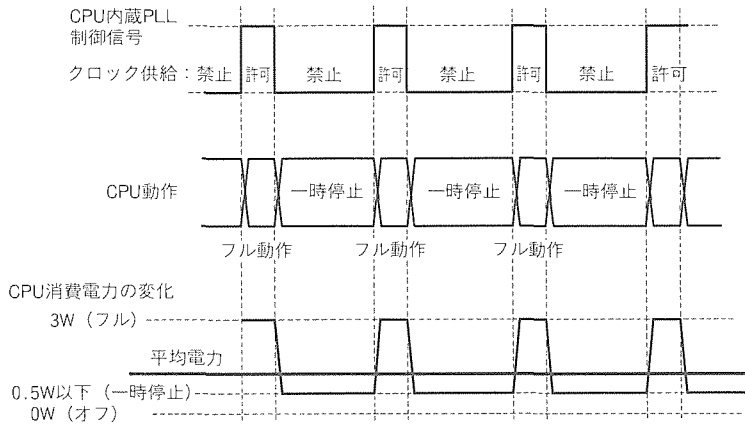 CPU内蔵PLL
制御信号
クロック供給：禁止 許可 禁止 許可 禁止 許可 禁止 許可
CPU動作 一時停止 一時停止 一時停止
フル動作 フル動作 フル動作
CPU消費電力の変化
3W（フル）
平均電力
0.5W以下（一時停止）
0W（オフ）